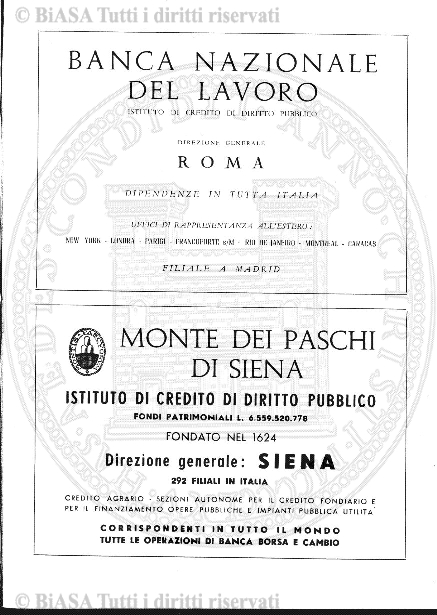 © BiASA Tutti i diritti riservati
BANCA NAZIONALE
DEL LAVORO
ISTITUTO DI CREDITO DI DIRITTO PUBBLICO
DIREZIONE GENERALE
ROMA
DIPENDENZE IN TUTTA ITALIA
UFFICI DI RAPPRESENTANZA ALL'ESTERO:
NEW YORK - LONDRA - PARIGI - FRANCOFORTE s/M - RIO DE JANEIRO - MONTREAL - CARACAS
FILIALE A MADRID
MONTE DEI PASCHI
DI SIENA
ISTITUTO DI CREDITO DI DIRITTO PUBBLICO
FONDI PATRIMONIALI L. 6.559.520.778
FONDATO NEL 1624
Direzione generale: SIENA
292 FILIALI IN ITALIA
CREDITO AGRARIO - SEZIONI AUTONOME PER IL CREDITO FONDIARIO E
PER IL FINANZIAMENTO OPERE PUBBLICHE E IMPIANTI PUBBLICA UTILITA'
CORRISPONDENTI IN TUTTO IL MONDO
TUTTE LE OPERAZIONI DI BANCA BORSA E CAMBIO
© BiASA Tutti i diritti riservati